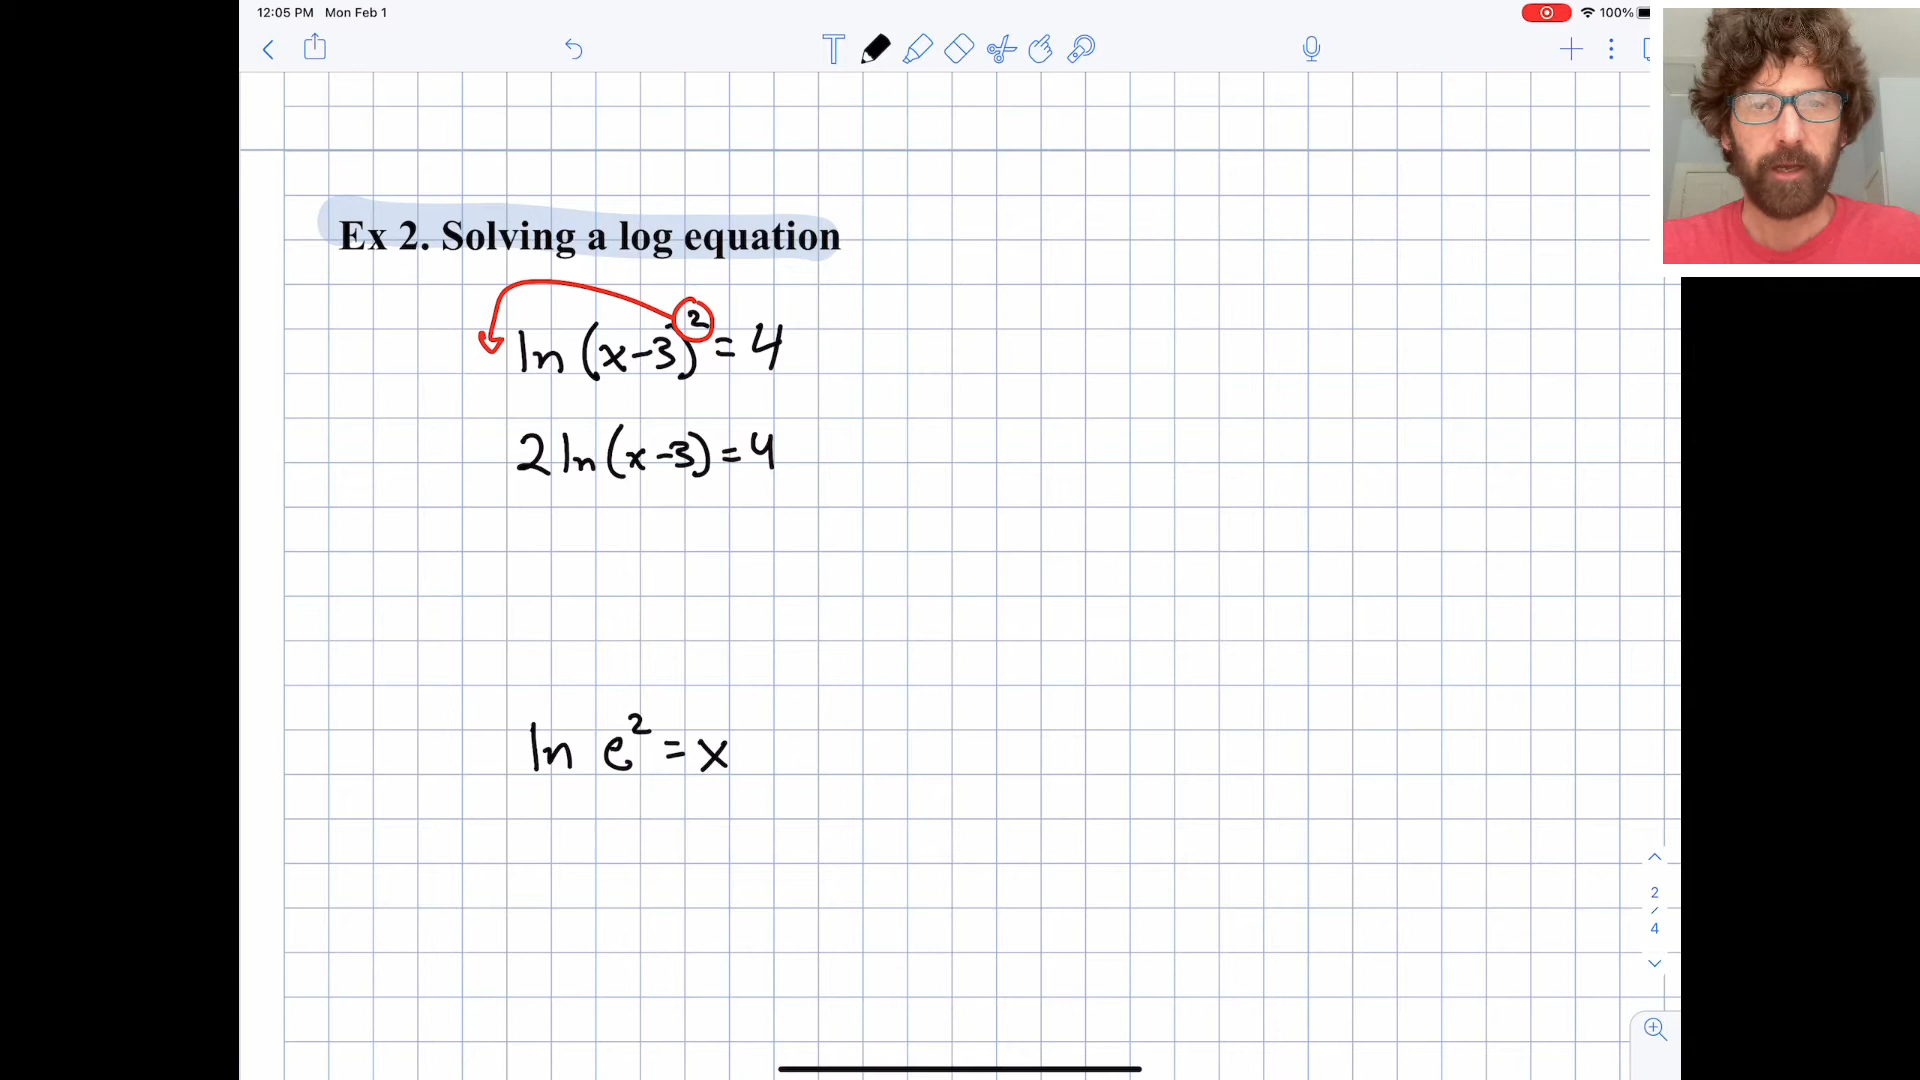 12:05 PM Mon Feb 1
100%
T
Ex 2. Solving a log equation
ln (x-3)² = 4
2 ln (x-3) = 4
ln e² = x
2
/
4